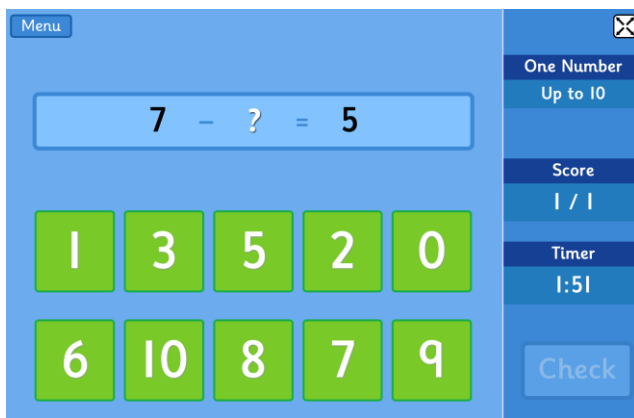 Menu
7 – ? = 5
1 3 5 2 0
6 10 8 7 9
One Number
Up to 10
Score
1 / 1
Timer
1:51
Check